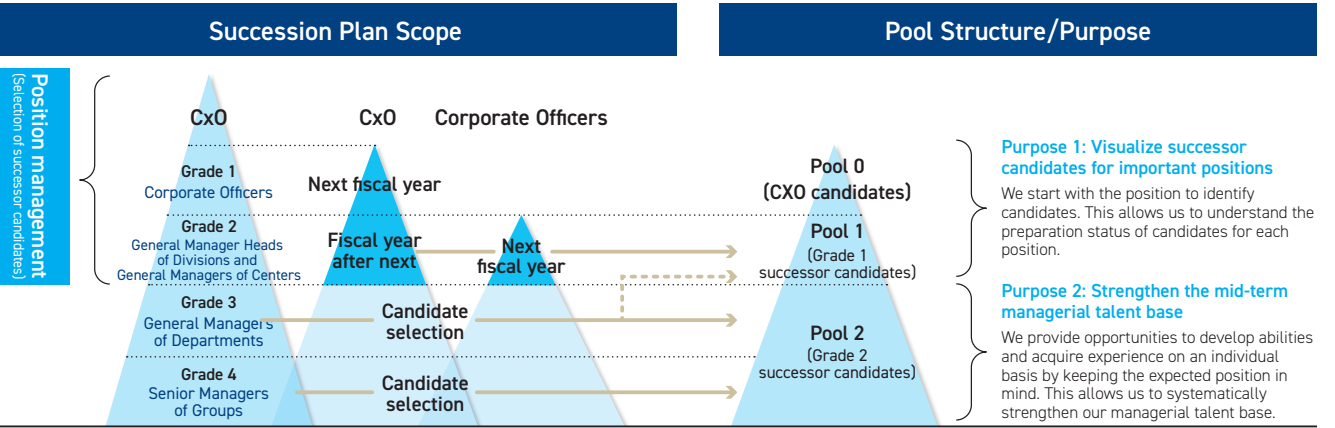 Succession Plan Scope
Pool Structure/Purpose
Position management
(Selection of successor candidates)
CxO
CxO
Corporate Officers
Grade 1
Corporate Officers
Next fiscal year
Grade 2
General Manager Heads
of Divisions and
General Managers of Centers
Fiscal year
after next
Next
fiscal year
Grade 3
General Managers
of Departments
Candidate
selection
Grade 4
Senior Managers
of Groups
Candidate
selection
Pool 0
(CXO candidates)
Pool 1
(Grade 1
successor candidates)
Pool 2
(Grade 2
successor candidates)
Purpose 1: Visualize successor
candidates for important positions
We start with the position to identify
candidates. This allows us to understand the
preparation status of candidates for each
position.
Purpose 2: Strengthen the mid-term
managerial talent base
We provide opportunities to develop abilities
and acquire experience on an individual
basis by keeping the expected position in
mind. This allows us to systematically
strengthen our managerial talent base.